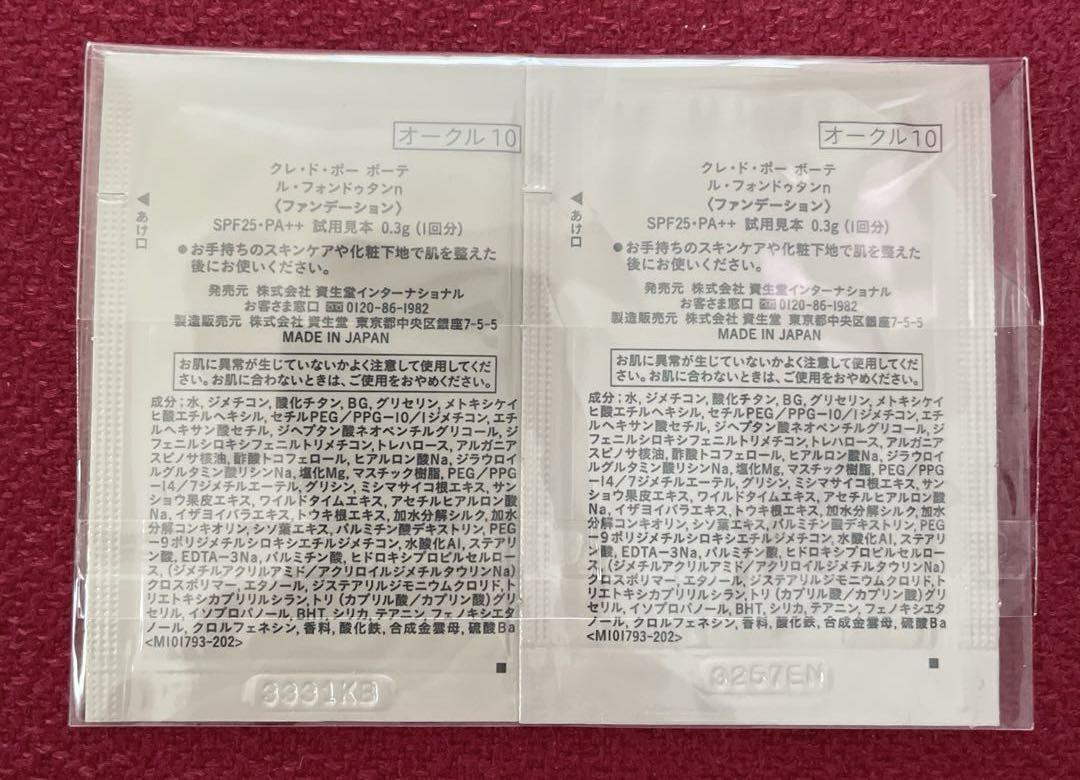 オークル10
クレ・ド・ポー ボーテ
ル・フォンドゥタンn
〈ファンデーション〉
SPF25・PA++ 試用見本 0.3g (1回分)
◀あけ口
●お手持ちのスキンケアや化粧下地で肌を整えた
後にお使いください。
発売元 株式会社 資生堂インターナショナル
お客さま窓口 0120-86-1982
製造販売元 株式会社 資生堂 東京都中央区銀座7-5-5
MADE IN JAPAN
お肌に異常が生じていないかよく注意して使用してくだ
さい。お肌に合わないときは、ご使用をおやめください。
成分；水, ジメチコン, 酸化チタン, BG, グリセリン, メトキシケイ
ヒ酸エチルヘキシル, セチルPEG／PPG−10／1ジメチコン, エチ
ルヘキサン酸セチル, ジヘプタン酸ネオペンチルグリコール, ジ
フェニルシロキシフェニルトリメチコン, トレハロース, アルガニア
スピノサ核油, 酢酸トコフェロール, ヒアルロン酸Na, ジラウロイ
ルグルタミン酸リシンNa, 塩化Mg, マスチック樹脂, PEG／PPG
−14／7ジメチルエーテル, グリシン, ミシマサイコ根エキス, サン
ショウ果皮エキス, ワイルドタイムエキス, アセチルヒアルロン酸
Na, イザヨイバラエキス, トウキ根エキス, 加水分解シルク, 加水
分解コンキオリン, シソ葉エキス, パルミチン酸デキストリン, PEG
−9ポリジメチルシロキシエチルジメチコン, 水酸化Al, ステアリ
ン酸, EDTA−3Na, パルミチン酸, ヒドロキシプロピルセルロー
ス, (ジメチルアクリルアミド／アクリロイルジメチルタウリンNa)
クロスポリマー, エタノール, ジステアリルジモニウムクロリド, ト
リエトキシカプリリルシラン, トリ(カプリル酸／カプリン酸)グリ
セリル, イソプロパノール, BHT, シリカ, テアニン, フェノキシエタ
ノール, クロルフェネシン, 香料, 酸化鉄, 合成金雲母, 硫酸Ba
<M101793-202>
3331KB
オークル10
クレ・ド・ポー ボーテ
ル・フォンドゥタンn
〈ファンデーション〉
SPF25・PA++ 試用見本 0.3g (1回分)
◀あけ口
●お手持ちのスキンケアや化粧下地で肌を整えた
後にお使いください。
発売元 株式会社 資生堂インターナショナル
お客さま窓口 0120-86-1982
製造販売元 株式会社 資生堂 東京都中央区銀座7-5-5
MADE IN JAPAN
お肌に異常が生じていないかよく注意して使用してくだ
さい。お肌に合わないときは、ご使用をおやめください。
成分；水, ジメチコン, 酸化チタン, BG, グリセリン, メトキシケイ
ヒ酸エチルヘキシル, セチルPEG／PPG−10／1ジメチコン, エチ
ルヘキサン酸セチル, ジヘプタン酸ネオペンチルグリコール, ジ
フェニルシロキシフェニルトリメチコン, トレハロース, アルガニア
スピノサ核油, 酢酸トコフェロール, ヒアルロン酸Na, ジラウロイ
ルグルタミン酸リシンNa, 塩化Mg, マスチック樹脂, PEG／PPG
−14／7ジメチルエーテル, グリシン, ミシマサイコ根エキス, サン
ショウ果皮エキス, ワイルドタイムエキス, アセチルヒアルロン酸
Na, イザヨイバラエキス, トウキ根エキス, 加水分解シルク, 加水
分解コンキオリン, シソ葉エキス, パルミチン酸デキストリン, PEG
−9ポリジメチルシロキシエチルジメチコン, 水酸化Al, ステアリ
ン酸, EDTA−3Na, パルミチン酸, ヒドロキシプロピルセルロー
ス, (ジメチルアクリルアミド／アクリロイルジメチルタウリンNa)
クロスポリマー, エタノール, ジステアリルジモニウムクロリド, ト
リエトキシカプリリルシラン, トリ(カプリル酸／カプリン酸)グリ
セリル, イソプロパノール, BHT, シリカ, テアニン, フェノキシエタ
ノール, クロルフェネシン, 香料, 酸化鉄, 合成金雲母, 硫酸Ba
<M101793-202>
3257EN